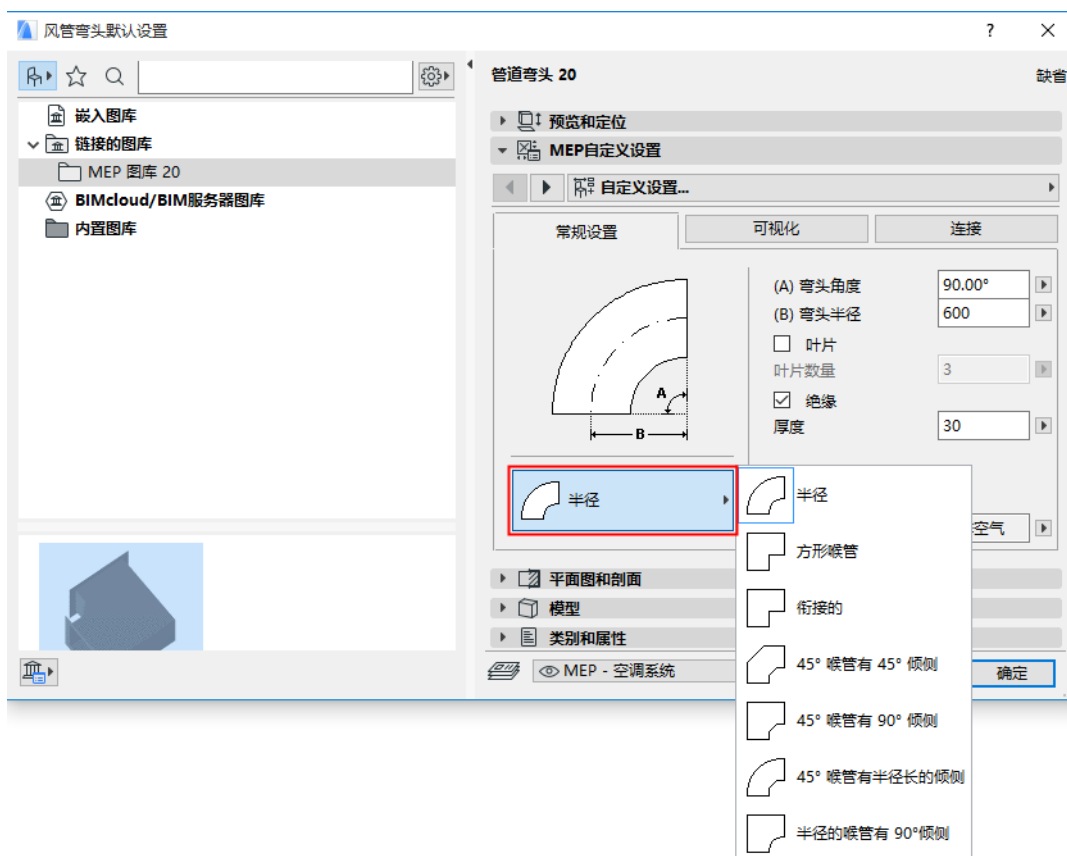 风管弯头默认设置
?
嵌入图库
链接的图库
MEP 图库 20
BIMcloud/BIM服务器图库
内置图库
管道弯头 20
缺省
预览和定位
MEP自定义设置
自定义设置...
常规设置
可视化
连接
(A) 弯头角度
90.00°
(B) 弯头半径
600
叶片
叶片数量
3
绝缘
厚度
30
A
B
半径
空气
半径
方形喉管
衔接的
45° 喉管有 45° 倾侧
45° 喉管有 90° 倾侧
45° 喉管有半径长的倾侧
半径的喉管有 90°倾侧
平面图和剖面
模型
类别和属性
MEP - 空调系统
确定